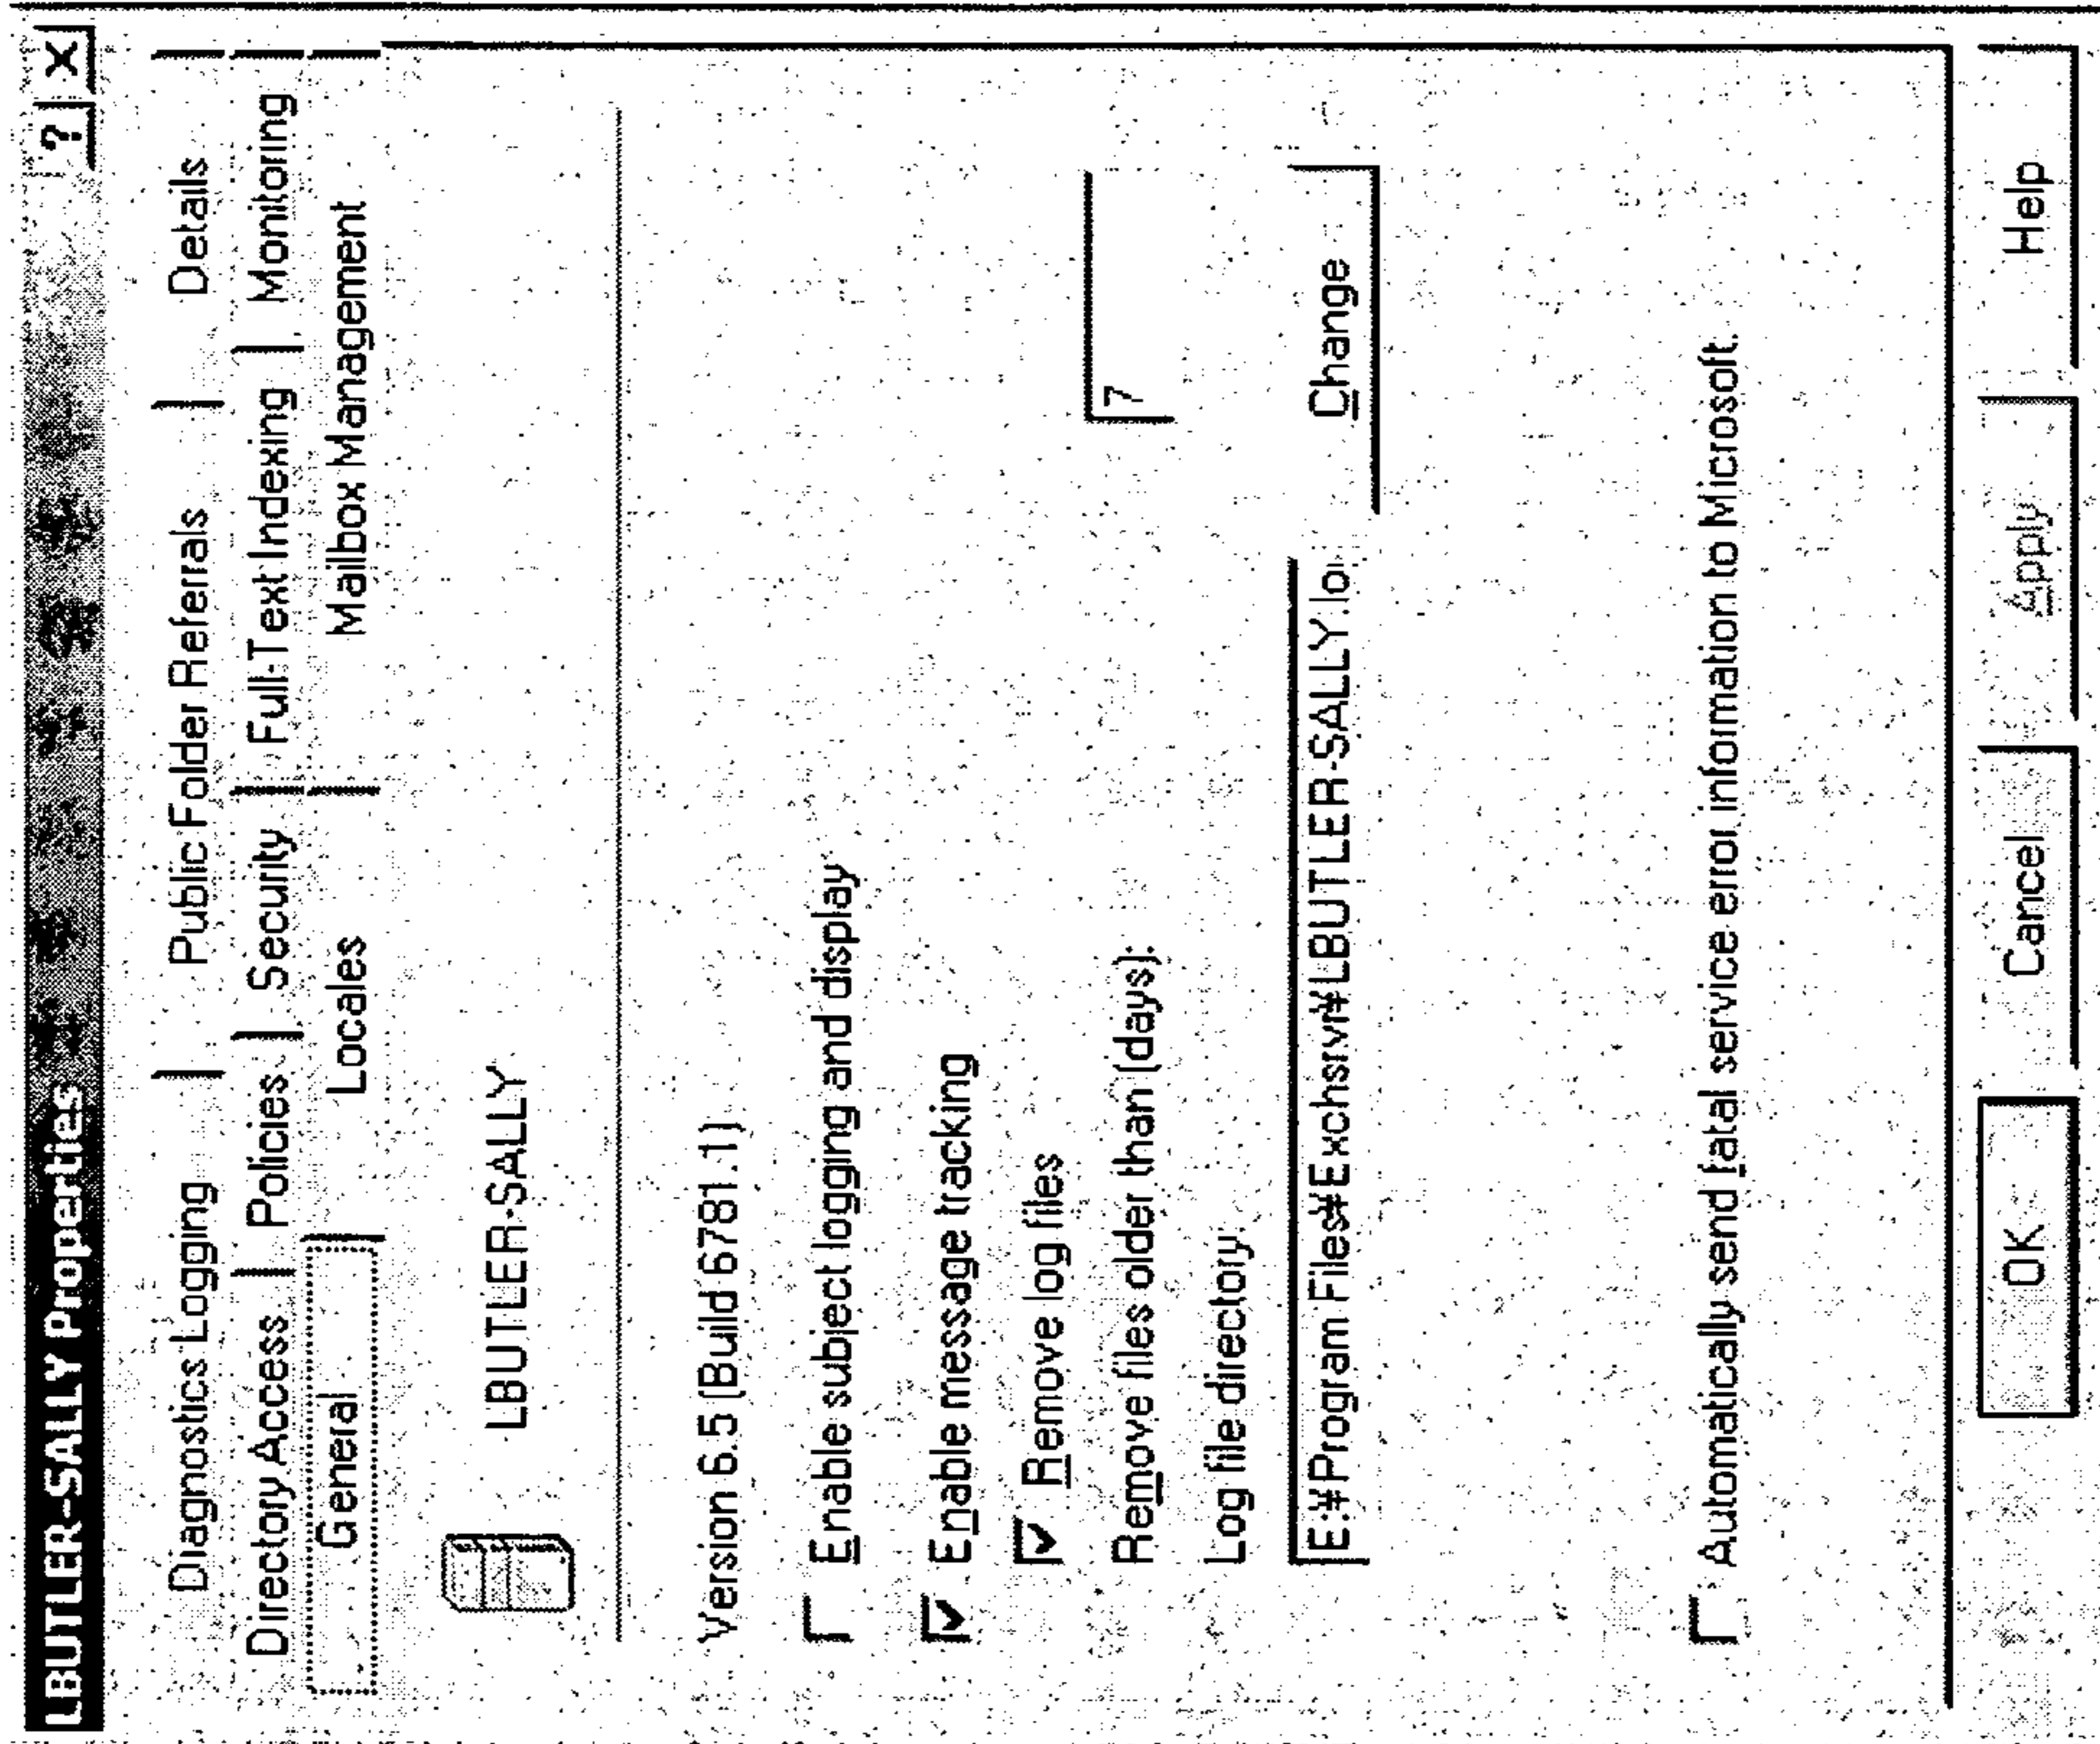 LBUTLER-SALLY Properties ? X
Diagnostics Logging Public Folder Referrals Details
Directory Access Policies Security Full-Text Indexing Monitoring
General Locales Mailbox Management
LBUTLER-SALLY
Version 6.5 (Build 6781.1)
Enable subject logging and display
Enable message tracking
Remove log files
Remove files older than (days): 7
Log file directory:
E:¥Program Files¥Exchsrvr¥LBUTLER-SALLY.lo Change
Automatically send fatal service error information to Microsoft.
OK Cancel Apply Help